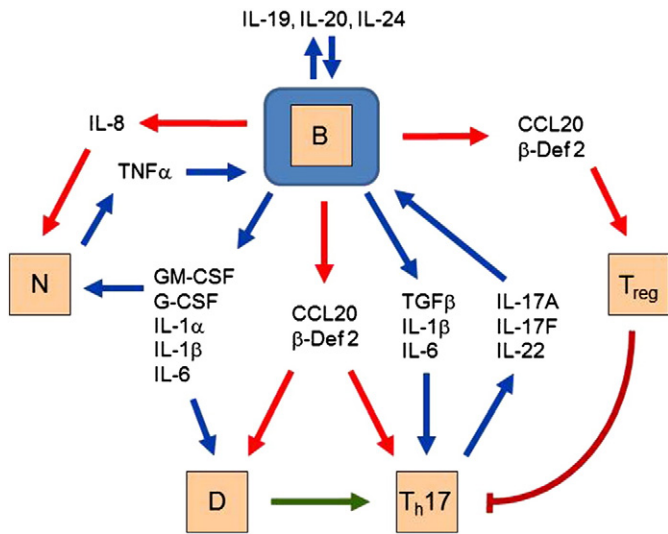 IL-19, IL-20, IL-24
IL-8
B
CCL20
β-Def 2
TNFα
N
GM-CSF
G-CSF
IL-1α
IL-1β
IL-6
CCL20
β-Def 2
TGFβ
IL-1β
IL-6
IL-17A
IL-17F
IL-22
Treg
D
Th17